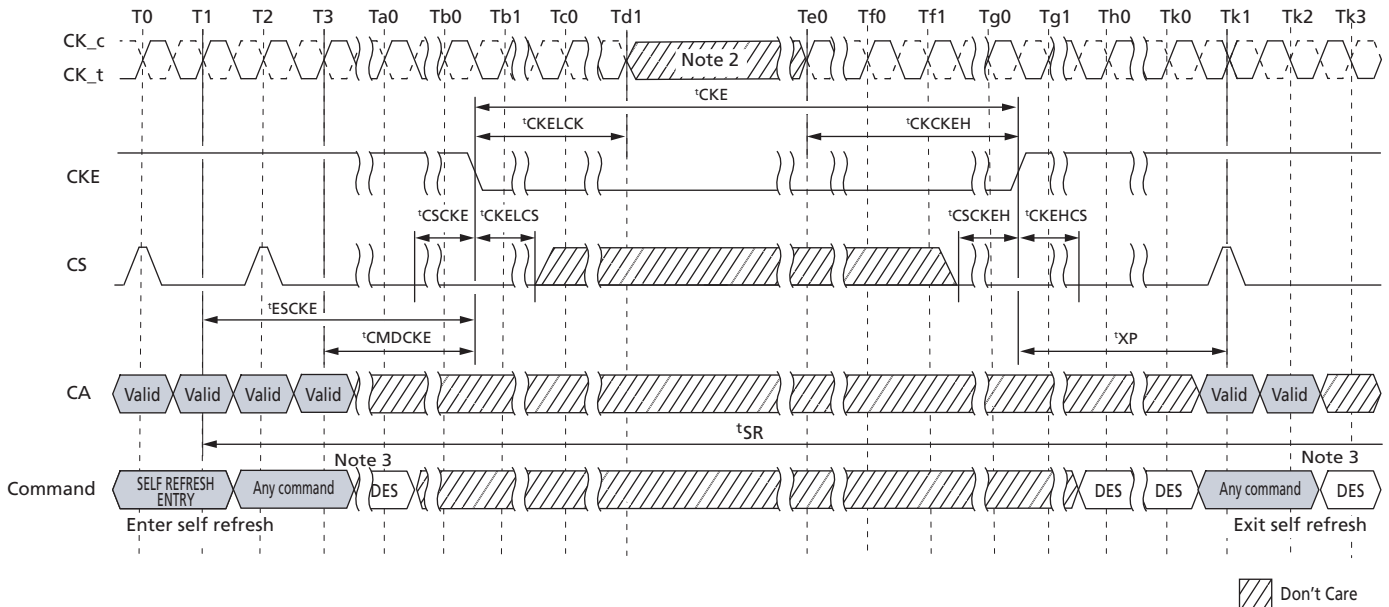 T0 T1 T2 T3 Ta0 Tb0 Tb1 Tc0 Td1 Te0 Tf0 Tf1 Tg0 Tg1 Th0 Tk0 Tk1 Tk2 Tk3
CK_c
CK_t
Note 2
tCKE
tCKELCK tCKCKEH
CKE
tCSCKE tCKELCS tCSCKEH tCKEHCS
CS
tESCKE
tCMDCKE tXP
CA Valid Valid Valid Valid Valid Valid
tSR
Note 3 Note 3
Command SELF REFRESH ENTRY Any command DES DES DES Any command DES
Enter self refresh Exit self refresh
Don't Care